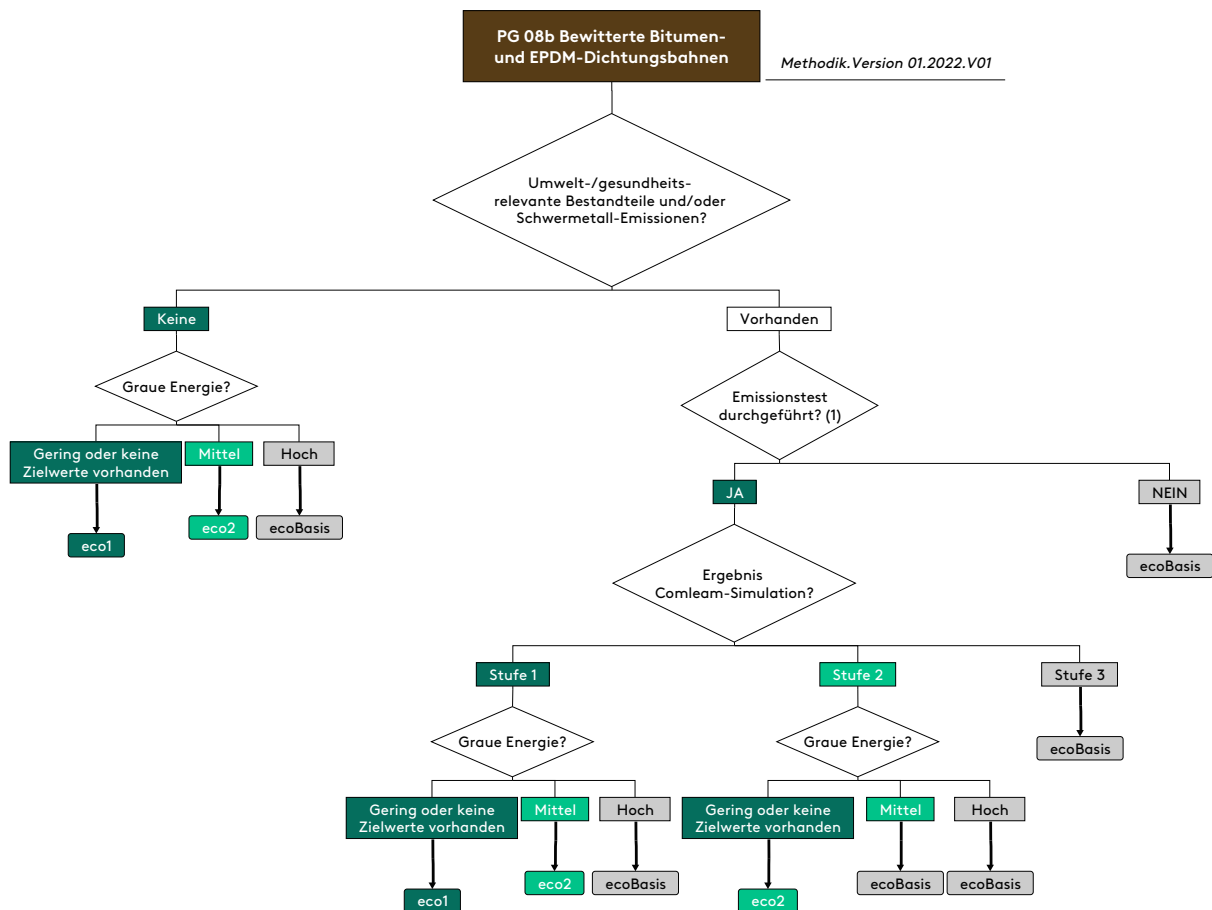 PG 08b Bewitterte Bitumen-
und EPDM-Dichtungsbahnen
Methodik.Version 01.2022.V01
Umwelt-/gesundheits-
relevante Bestandteile und/oder
Schwermetall-Emissionen?
Keine
Vorhanden
Graue Energie?
Emissionstest
durchgeführt? (1)
Gering oder keine
Zielwerte vorhanden
Mittel
Hoch
JA
NEIN
eco1
eco2
ecoBasis
ecoBasis
Ergebnis
Comleam-Simulation?
Stufe 1
Stufe 2
Stufe 3
Graue Energie?
Graue Energie?
ecoBasis
Gering oder keine
Zielwerte vorhanden
Mittel
Hoch
Gering oder keine
Zielwerte vorhanden
Mittel
Hoch
eco1
eco2
ecoBasis
eco2
ecoBasis
ecoBasis